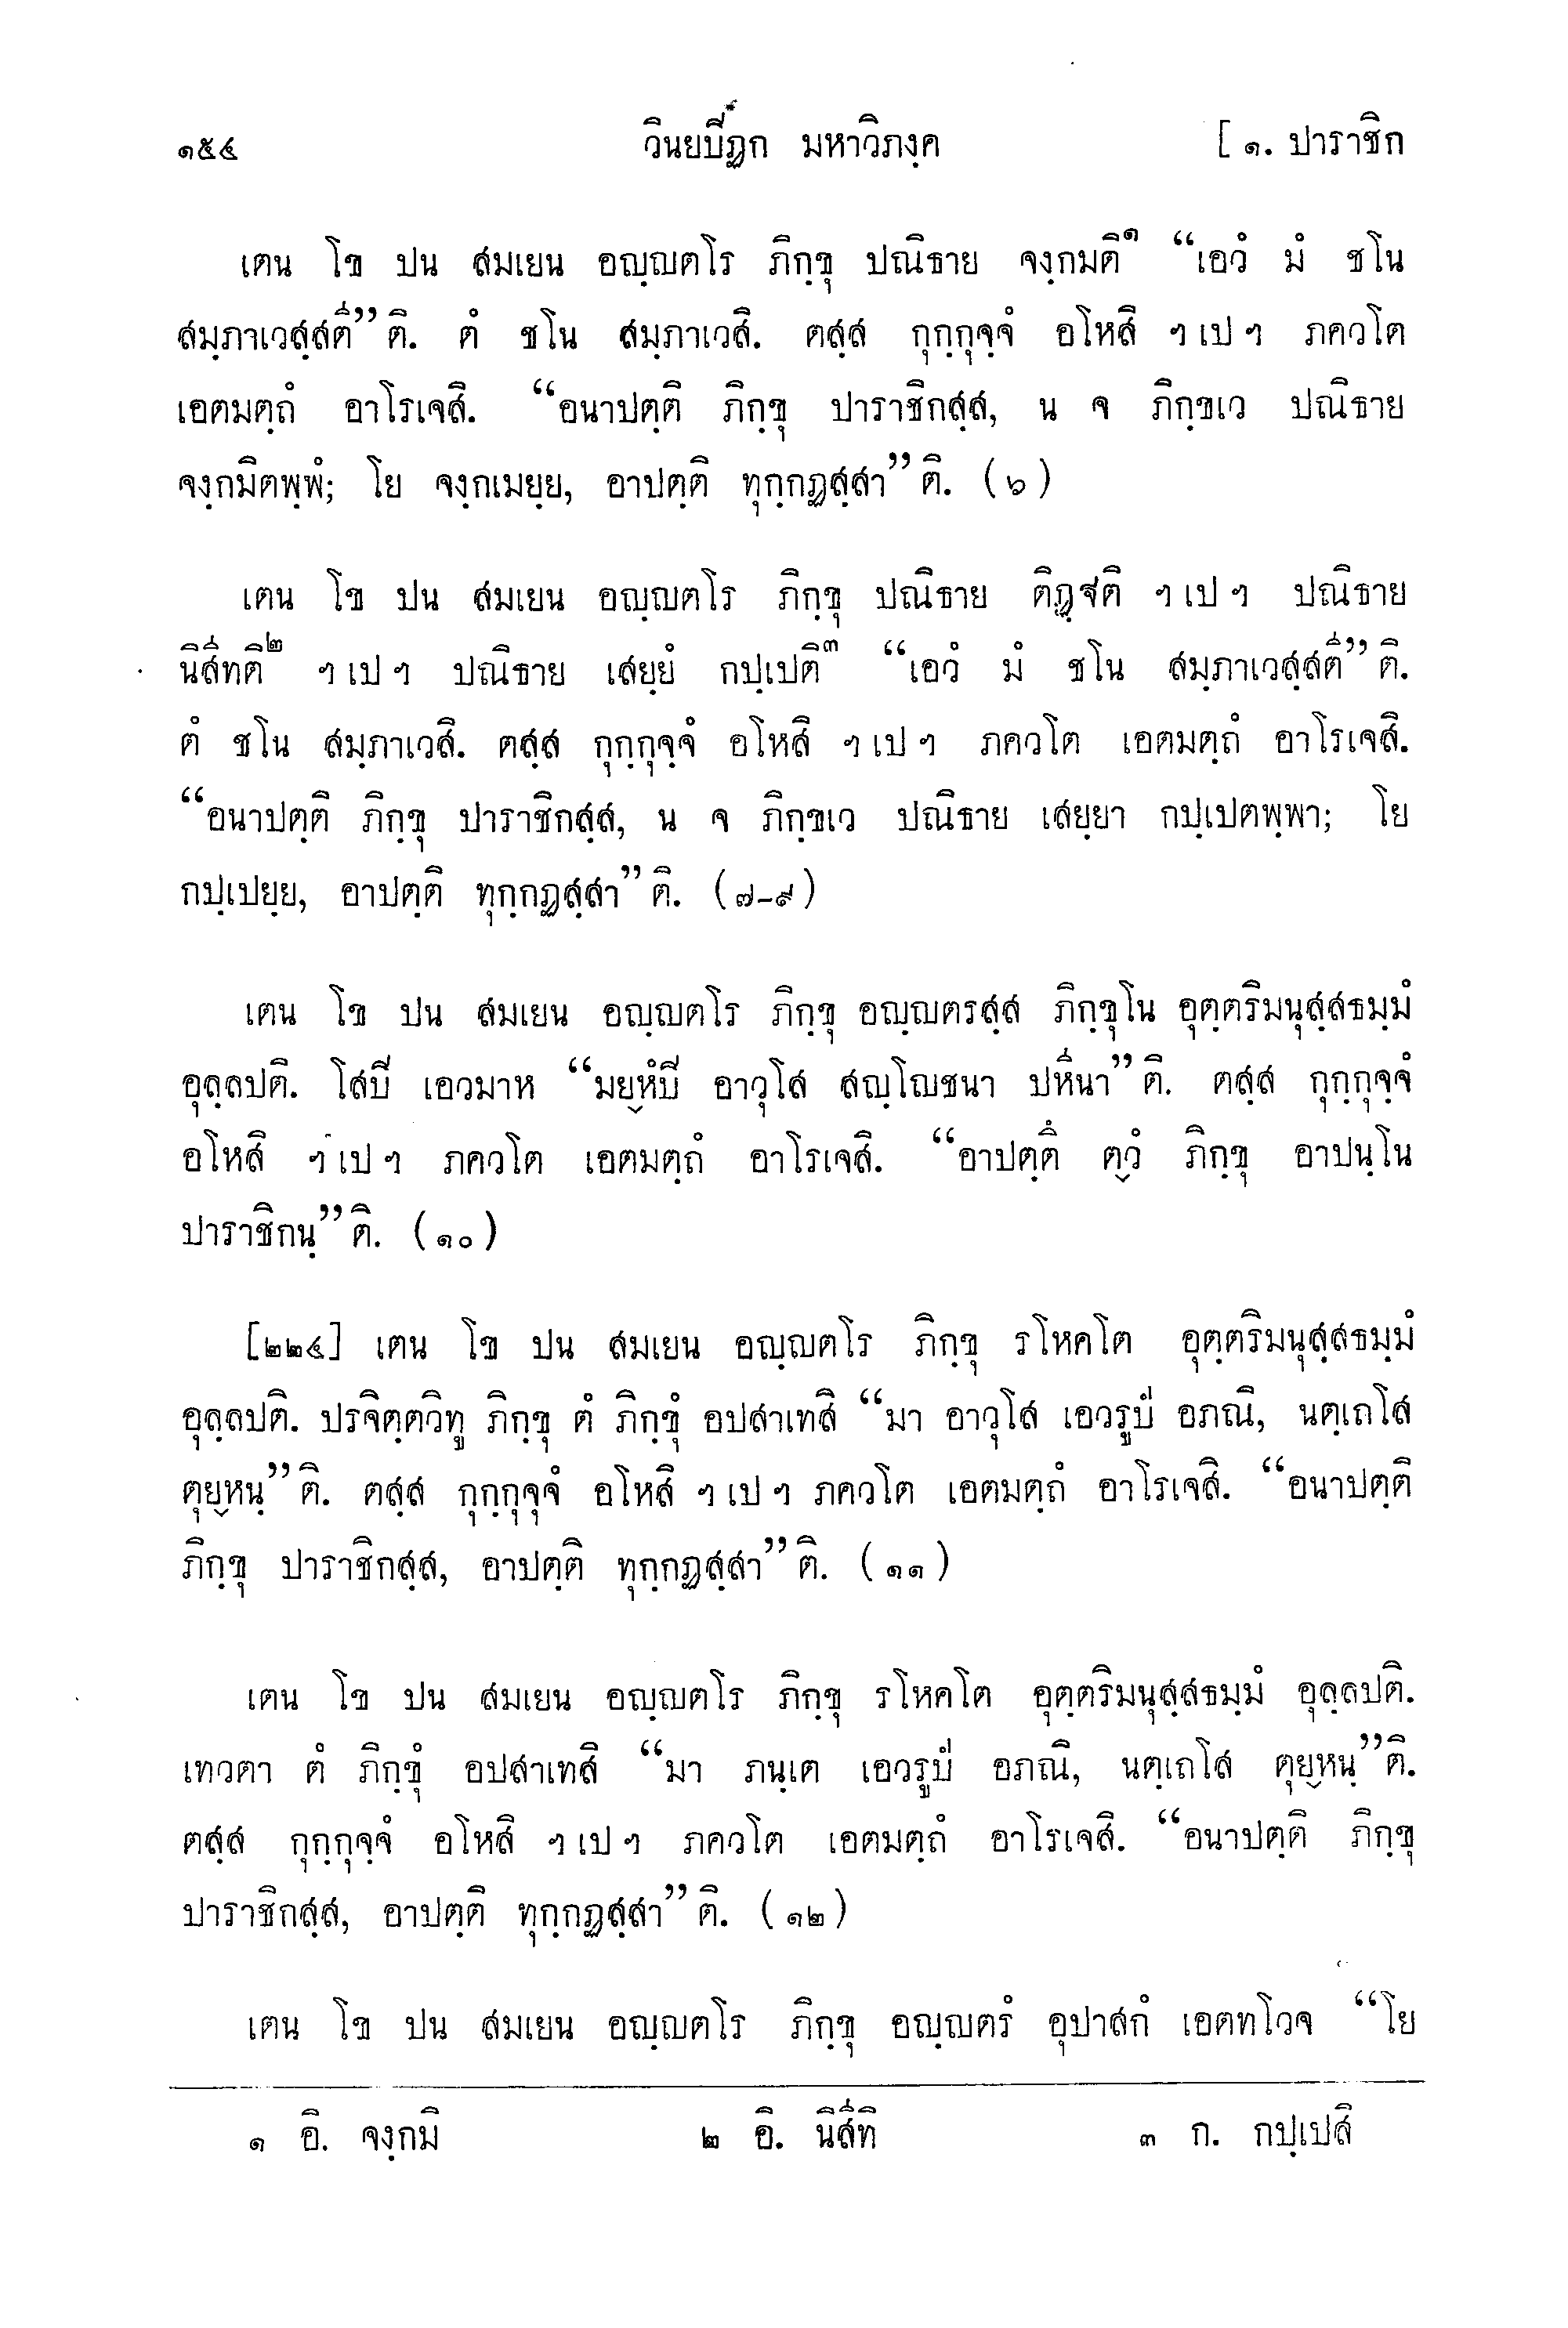 ๑๕๔ วินยปิฏก มหาวิภงฺค [ ๑. ปาราชิก
เตน โข ปน สมเยน อญฺญตโร ภิกฺขุ ปณิธาย จงฺกมติ๑ “เอวํ มํ ชโน
สมฺภาเวสฺสตี”ติ. ตํ ชโน สมฺภาเวสิ. ตสฺส กุกฺกุจฺจํ อโหสิ ฯเปฯ ภควโต
เอตมตฺถํ อาโรเจสิ. “อนาปตฺติ ภิกฺขุ ปาราชิกสฺส, น จ ภิกฺขเว ปณิธาย
จงฺกมิตพฺพํ; โย จงฺกเมยฺย, อาปตฺติ ทุกฺกฏสฺสา”ติ. (๖)
เตน โข ปน สมเยน อญฺญตโร ภิกฺขุ ปณิธาย ติฏฺฐติ ฯเปฯ ปณิธาย
นิสีทติ๒ ฯเปฯ ปณิธาย เสยฺยํ กปฺเปติ๓ “เอวํ มํ ชโน สมฺภาเวสฺสตี”ติ.
ตํ ชโน สมฺภาเวสิ. ตสฺส กุกฺกุจฺจํ อโหสิ ฯเปฯ ภควโต เอตมตฺถํ อาโรเจสิ.
“อนาปตฺติ ภิกฺขุ ปาราชิกสฺส, น จ ภิกฺขเว ปณิธาย เสยฺยา กปฺเปตพฺพา; โย
กปฺเปยฺย, อาปตฺติ ทุกฺกฏสฺสา”ติ. (๗-๙)
เตน โข ปน สมเยน อญฺญตโร ภิกฺขุ อญฺญตรสฺส ภิกฺขุโน อุตฺตริมนุสฺสธมฺมํ
อุลฺลปติ. โสปิ เอวมาห “มยฺหํปิ อาวุโส สญฺโญชนา ปหีนา”ติ. ตสฺส กุกฺกุจฺจํ
อโหสิ ฯเปฯ ภควโต เอตมตฺถํ อาโรเจสิ. “อาปตฺตึ ตฺวํ ภิกฺขุ อาปนฺโน
ปาราชิกนฺ”ติ. (๑๐)
[๒๒๔] เตน โข ปน สมเยน อญฺญตโร ภิกฺขุ รโหคโต อุตฺตริมนุสฺสธมฺมํ
อุลฺลปติ. ปรจิตฺตวิทู ภิกฺขุ ตํ ภิกฺขุํ อปสาเทสิ “มา อาวุโส เอวรูปํ อภณิ, นตฺเถโส
ตุยฺหนฺ”ติ. ตสฺส กุกฺกุจุจํ อโหสิ ฯเปฯ ภควโต เอตมตฺถํ อาโรเจสิ. “อนาปตฺติ
ภิกฺขุ ปาราชิกสฺส, อาปตฺติ ทุกฺกฏสฺสา”ติ. (๑๑)
เตน โข ปน สมเยน อญฺญตโร ภิกฺขุ รโหคโต อุตฺตริมนุสฺสธมฺมํ อุลฺลปติ.
เทวตา ตํ ภิกฺขุํ อปสาเทสิ “มา ภนฺเต เอวรูปํ อภณิ, นตฺเถโส ตุยฺหนฺ”ติ.
ตสฺส กุกฺกุจฺจํ อโหสิ ฯเปฯ ภควโต เอตมตฺถํ อาโรเจสิ. “อนาปตฺติ ภิกฺขุ
ปาราชิกสฺส, อาปตฺติ ทุกฺกฏสฺสา”ติ. (๑๒)
เตน โข ปน สมเยน อญฺญตโร ภิกฺขุ อญฺญตรํ อุปาสกํ เอตทโวจ “โย
๑ อิ. จงฺกมิ ๒ อิ. นิสีทิ ๓ ก. กปฺเปสิ